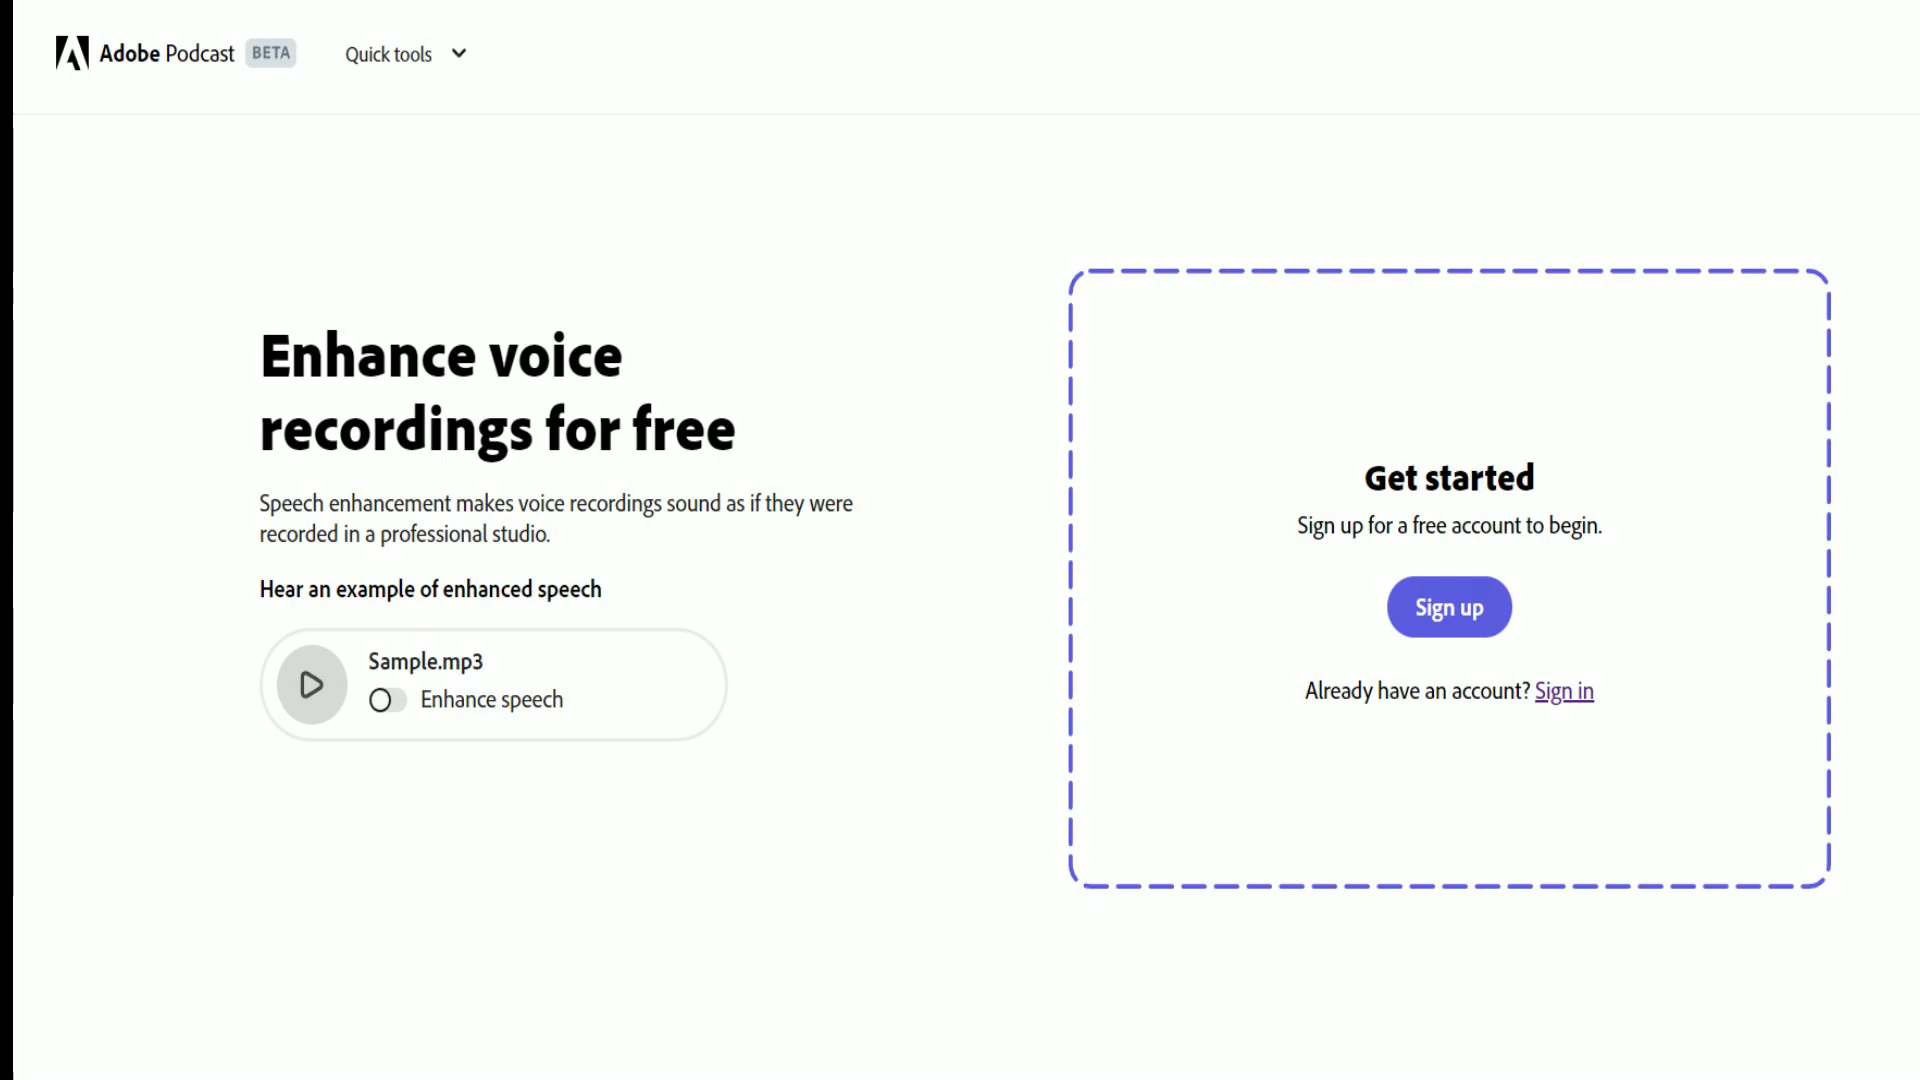 Adobe Podcast BETA
Quick tools
Enhance voice
recordings for free
Speech enhancement makes voice recordings sound as if they were
recorded in a professional studio.
Hear an example of enhanced speech
Sample.mp3
Enhance speech
Get started
Sign up for a free account to begin.
Sign up
Already have an account? Sign in